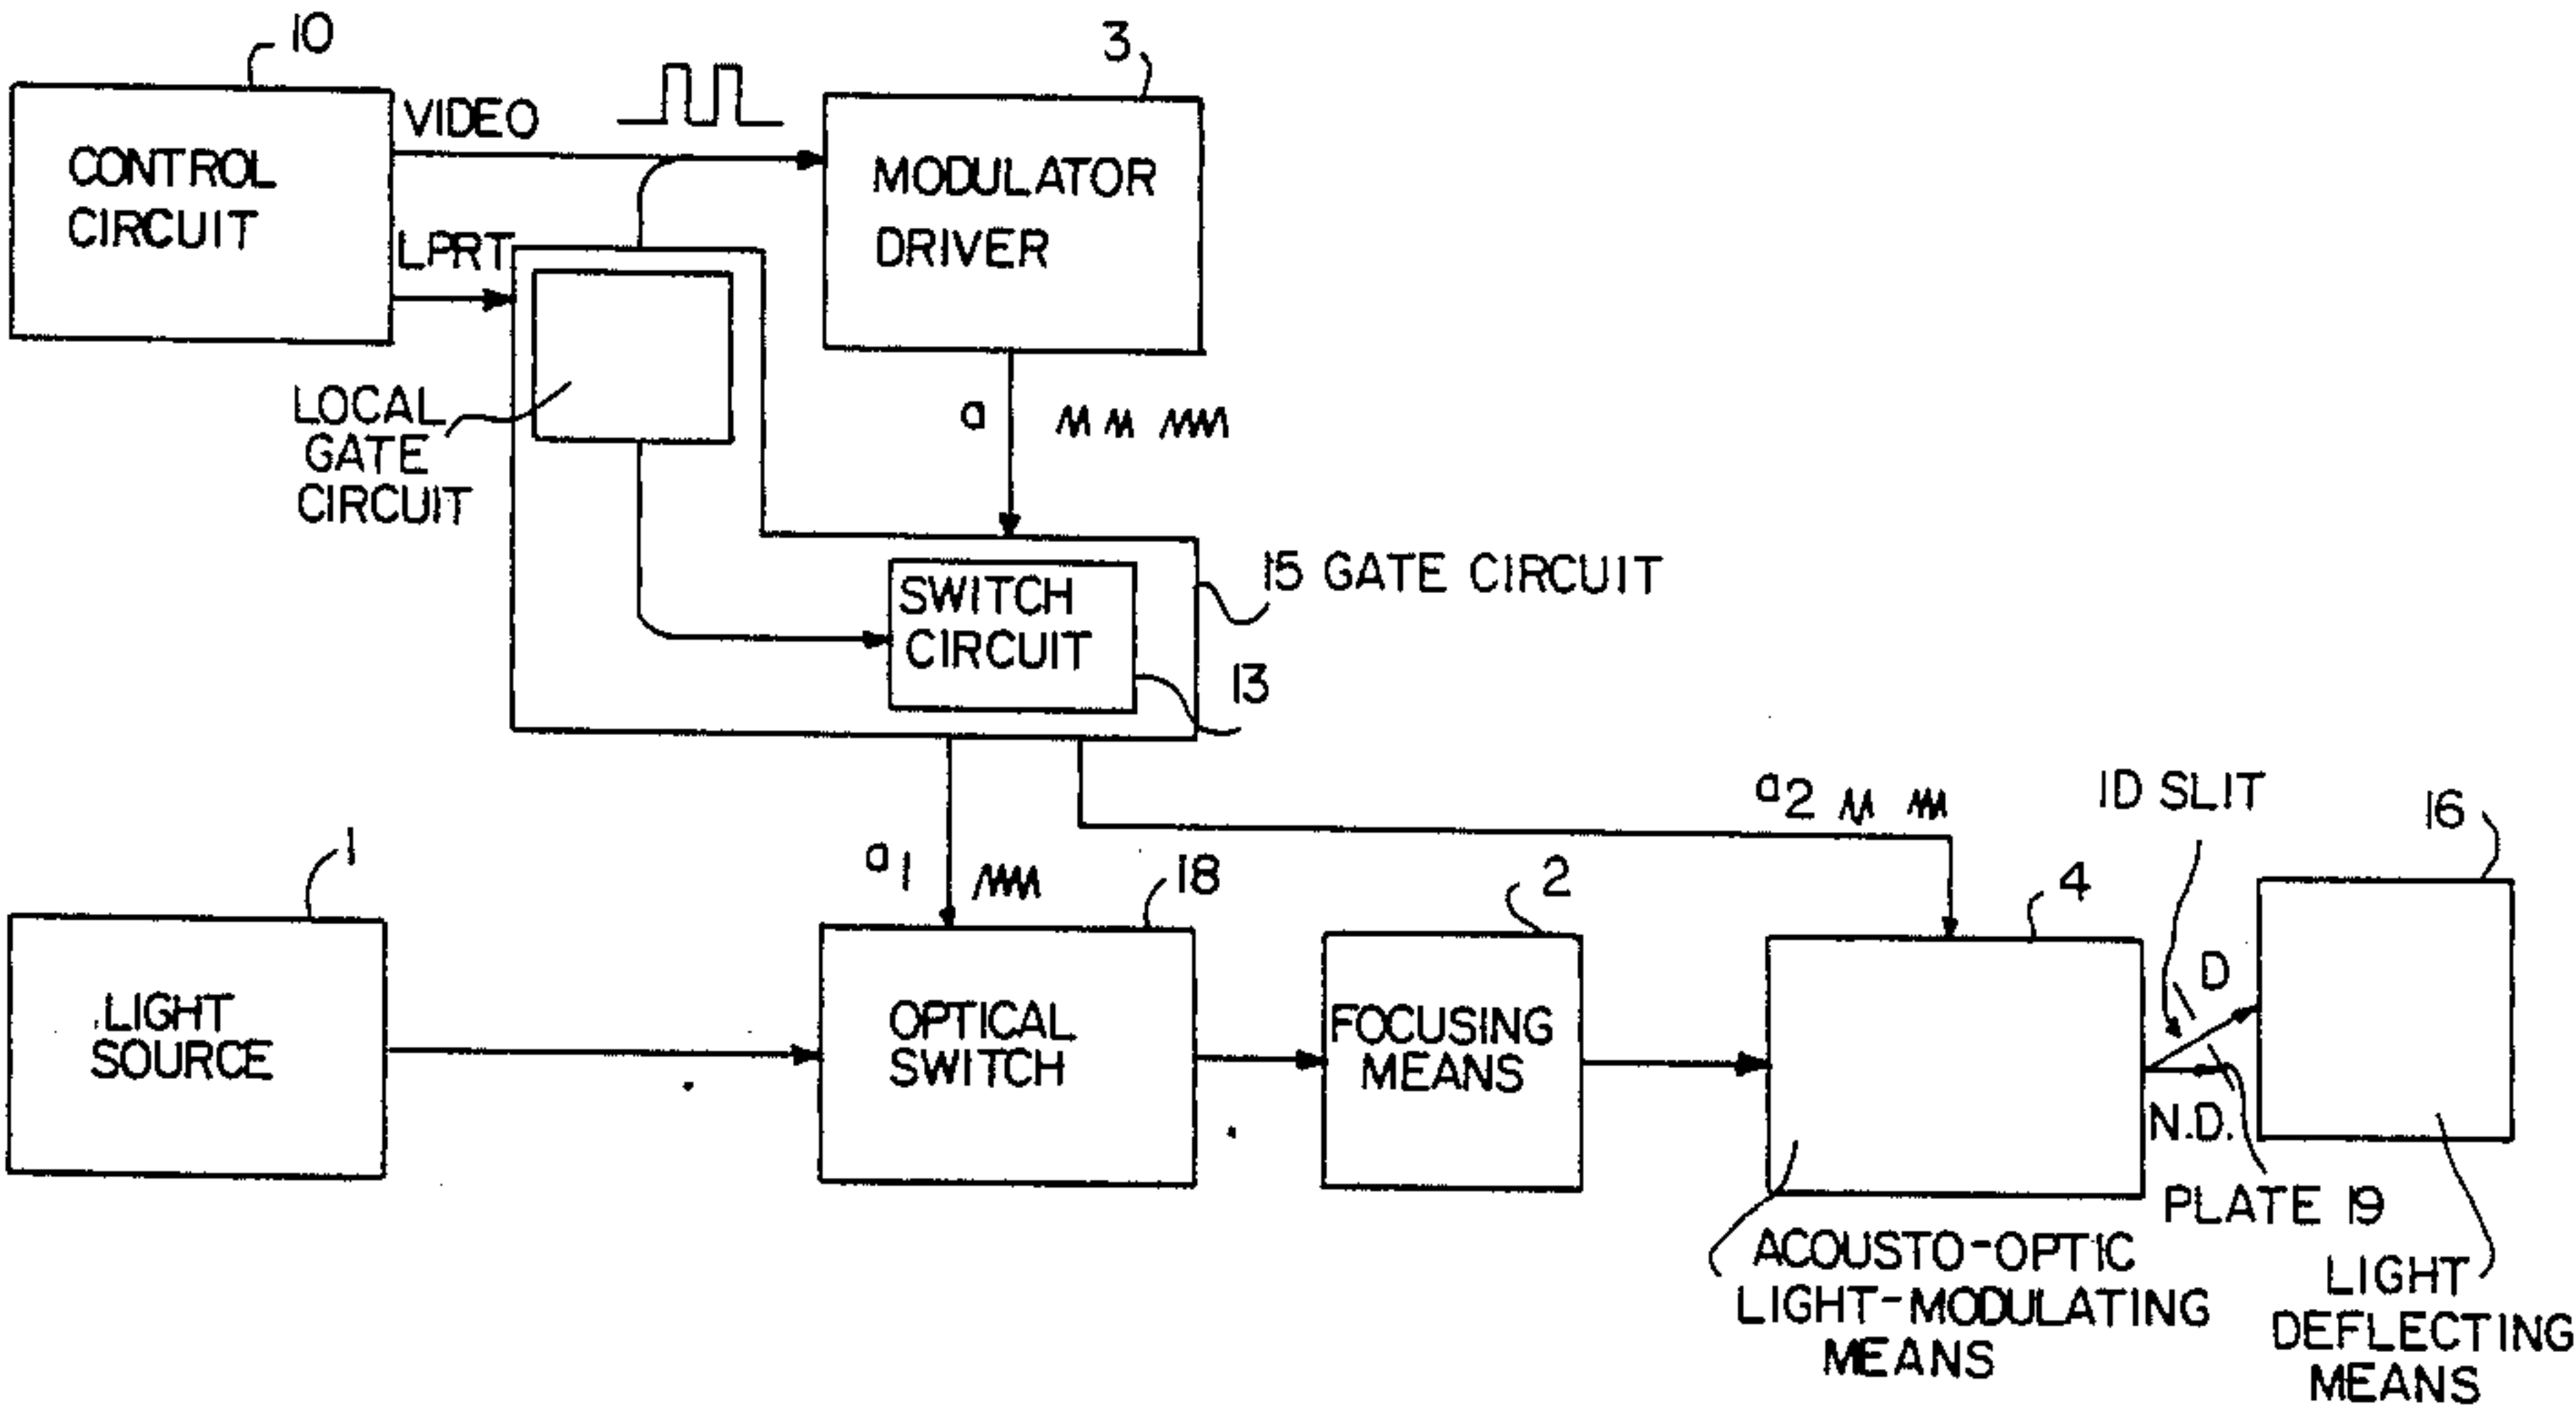 10
3
VIDEO
CONTROL
CIRCUIT
MODULATOR
DRIVER
LPRT
LOCAL
GATE
CIRCUIT
a
15 GATE CIRCUIT
SWITCH
CIRCUIT
13
a2
1D SLIT
16
a1
18
2
4
1
D
LIGHT
SOURCE
OPTICAL
SWITCH
FOCUSING
MEANS
N.D.
PLATE 19
ACOUSTO-OPTIC
LIGHT-MODULATING
MEANS
LIGHT
DEFLECTING
MEANS